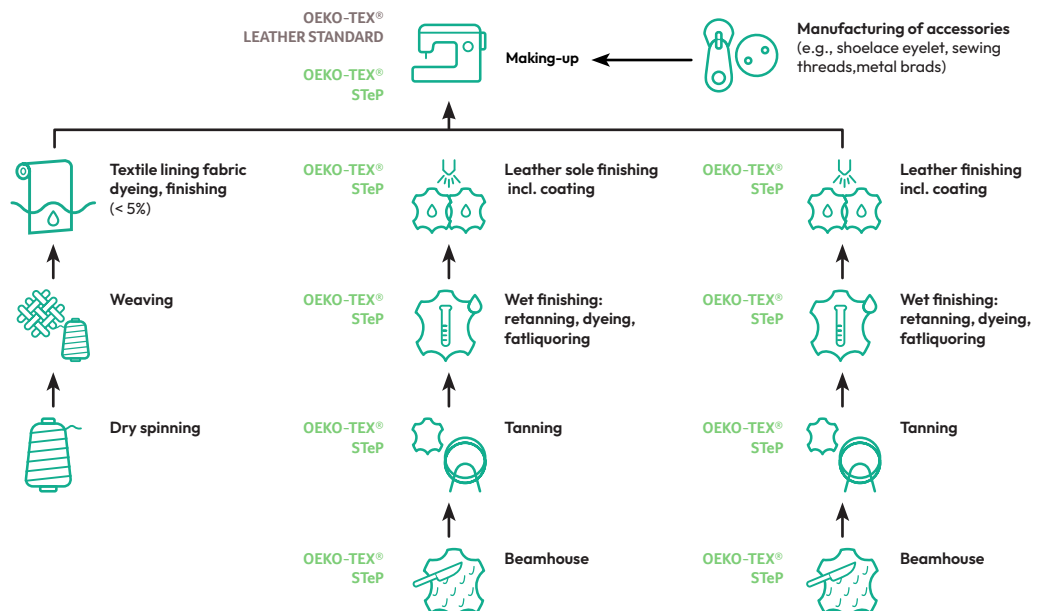 OEKO-TEX®
LEATHER STANDARD
OEKO-TEX®
STeP
Making-up
Manufacturing of accessories
(e.g., shoelace eyelet, sewing
threads,metal brads)
Textile lining fabric
dyeing, finishing
(< 5%)
OEKO-TEX®
STeP
Leather sole finishing
incl. coating
OEKO-TEX®
STeP
Leather finishing
incl. coating
Weaving
OEKO-TEX®
STeP
Wet finishing:
retanning, dyeing,
fatliquoring
OEKO-TEX®
STeP
Wet finishing:
retanning, dyeing,
fatliquoring
Dry spinning
OEKO-TEX®
STeP
Tanning
OEKO-TEX®
STeP
Tanning
OEKO-TEX®
STeP
Beamhouse
OEKO-TEX®
STeP
Beamhouse